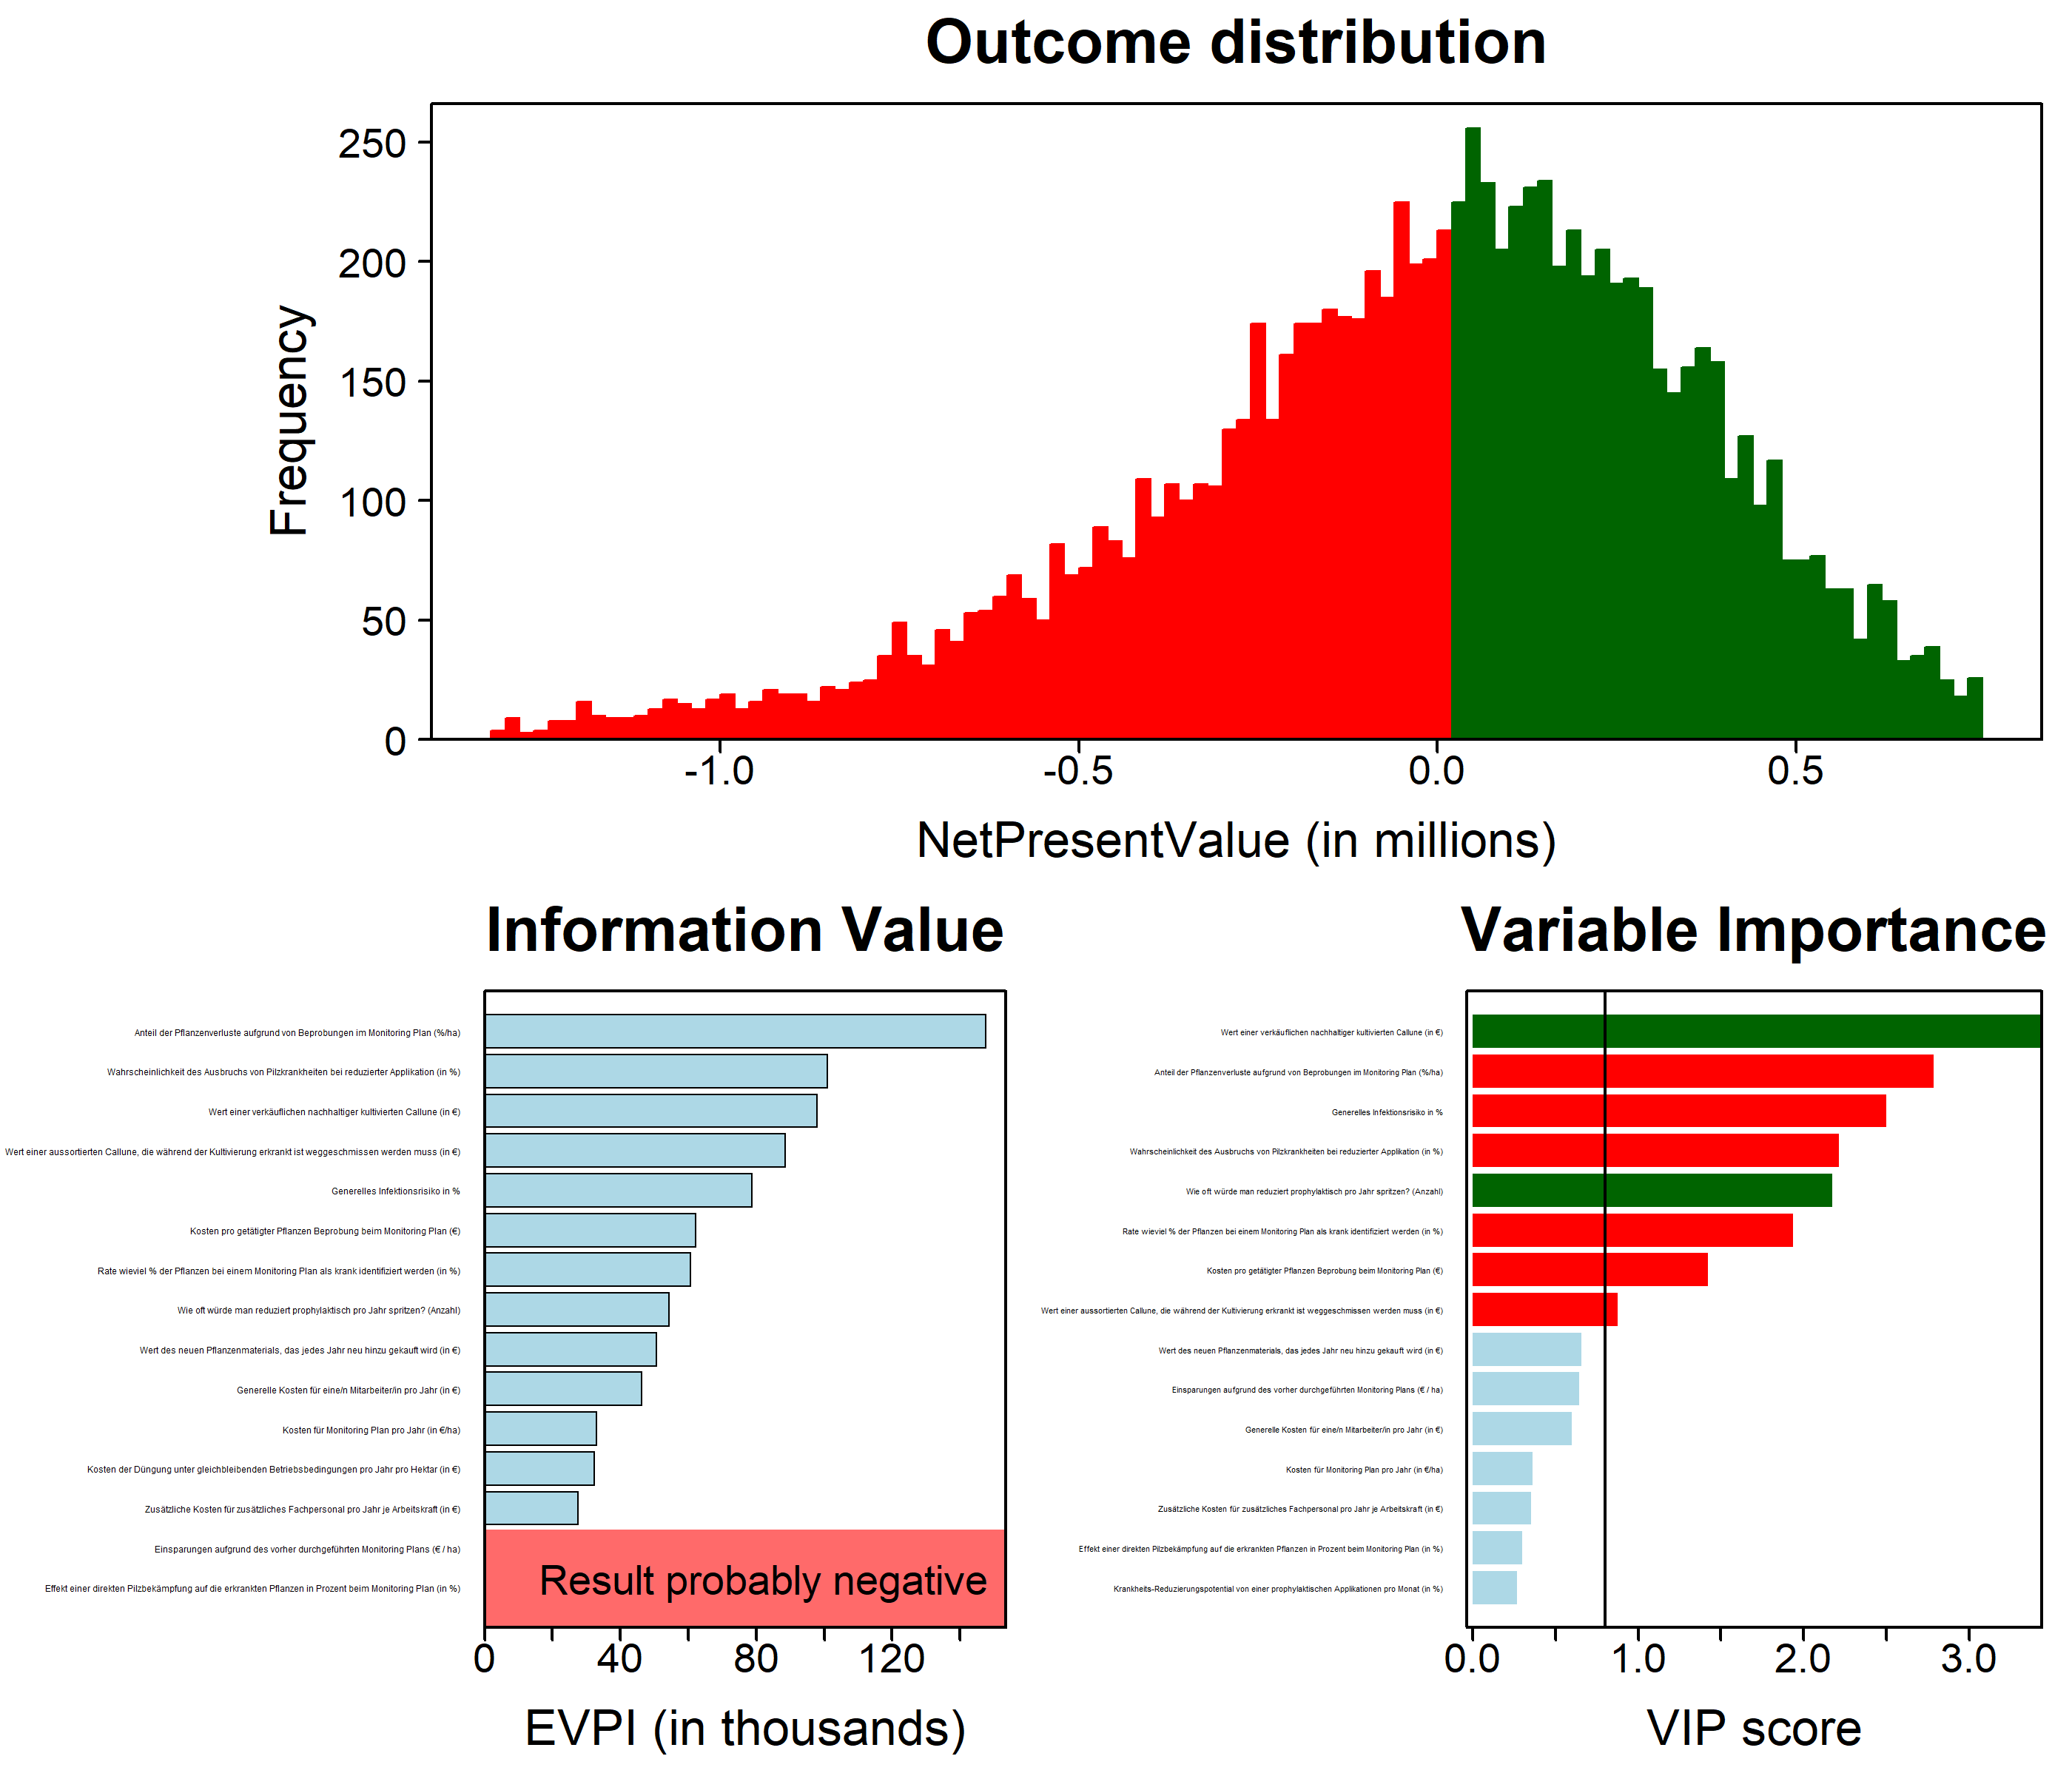 Outcome distribution
250
200
150
100
50
0
Frequency
-1.0 -0.5 0.0 0.5
NetPresentValue (in millions)
Information Value
Anteil der Pflanzenverluste aufgrund von Beprobungen im Monitoring Plan (%/ha)
Wahrscheinlichkeit des Ausbruchs von Pilzkrankheiten bei reduzierter Applikation (in %)
Wert einer verkäuflichen nachhaltiger kultivierten Callune (in €)
Wert einer aussortierten Callune, die während der Kultivierung erkrankt ist weggeschmissen werden muss (in €)
Generelles Infektionsrisiko in %
Kosten pro getätigter Pflanzen Beprobung beim Monitoring Plan (€)
Rate wieviel % der Pflanzen bei einem Monitoring Plan als krank identifiziert werden (in %)
Wie oft würde man reduziert prophylaktisch pro Jahr spritzen? (Anzahl)
Wert des neuen Pflanzenmaterials, das jedes Jahr neu hinzu gekauft wird (in €)
Generelle Kosten für eine/n Mitarbeiter/in pro Jahr (in €)
Kosten für Monitoring Plan pro Jahr (in €/ha)
Kosten der Düngung unter gleichbleibenden Betriebsbedingungen pro Jahr pro Hektar (in €)
Zusätzliche Kosten für zusätzliches Fachpersonal pro Jahr je Arbeitskraft (in €)
Einsparungen aufgrund des vorher durchgeführten Monitoring Plans (€ / ha)
Effekt einer direkten Pilzbekämpfung auf die erkrankten Pflanzen in Prozent beim Monitoring Plan (in %)
Result probably negative
0 40 80 120
EVPI (in thousands)
Variable Importance
Wert einer verkäuflichen nachhaltiger kultivierten Callune (in €)
Anteil der Pflanzenverluste aufgrund von Beprobungen im Monitoring Plan (%/ha)
Generelles Infektionsrisiko in %
Wahrscheinlichkeit des Ausbruchs von Pilzkrankheiten bei reduzierter Applikation (in %)
Wie oft würde man reduziert prophylaktisch pro Jahr spritzen? (Anzahl)
Rate wieviel % der Pflanzen bei einem Monitoring Plan als krank identifiziert werden (in %)
Kosten pro getätigter Pflanzen Beprobung beim Monitoring Plan (€)
Wert einer aussortierten Callune, die während der Kultivierung erkrankt ist weggeschmissen werden muss (in €)
Wert des neuen Pflanzenmaterials, das jedes Jahr neu hinzu gekauft wird (in €)
Einsparungen aufgrund des vorher durchgeführten Monitoring Plans (€ / ha)
Generelle Kosten für eine/n Mitarbeiter/in pro Jahr (in €)
Kosten für Monitoring Plan pro Jahr (in €/ha)
Zusätzliche Kosten für zusätzliches Fachpersonal pro Jahr je Arbeitskraft (in €)
Effekt einer direkten Pilzbekämpfung auf die erkrankten Pflanzen in Prozent beim Monitoring Plan (in %)
Krankheits-Reduzierungspotential von einer prophylaktischen Applikationen pro Monat (in %)
0.0 1.0 2.0 3.0
VIP score